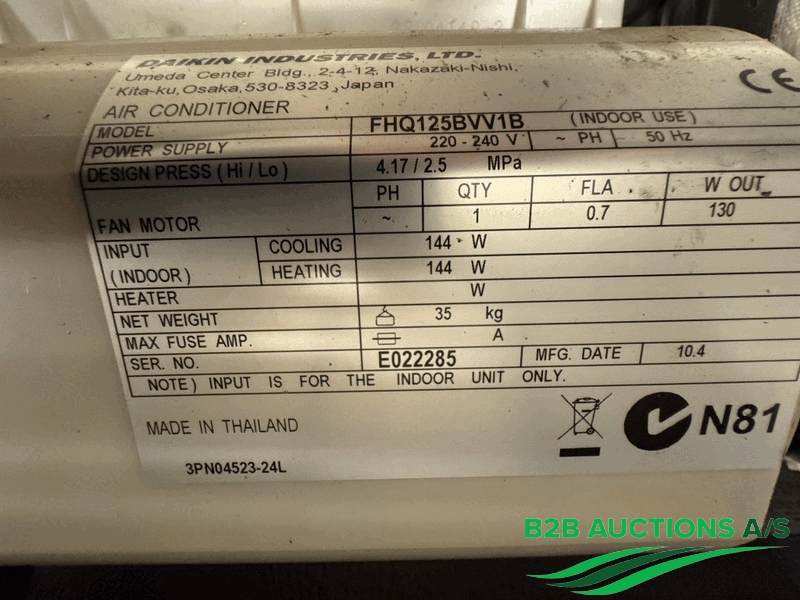 DAIKIN INDUSTRIES, LTD.
Umeda Center Bldg., 2-4-12, Nakazaki-Nishi,
Kita-ku, Osaka, 530-8323, Japan
CE
AIR CONDITIONER
MODEL FHQ125BVV1B (INDOOR USE)
POWER SUPPLY 220 - 240 V ~ PH 50 Hz
DESIGN PRESS (Hi / Lo) 4.17 / 2.5 MPa
PH QTY FLA W OUT
FAN MOTOR ~ 1 0.7 130
INPUT (INDOOR) COOLING 144 W
HEATING 144 W
HEATER W
NET WEIGHT 35 kg
MAX FUSE AMP. A
SER. NO. E022285 MFG. DATE 10.4
NOTE) INPUT IS FOR THE INDOOR UNIT ONLY.
MADE IN THAILAND
N81
3PN04523-24L
B2B AUCTIONS A/S